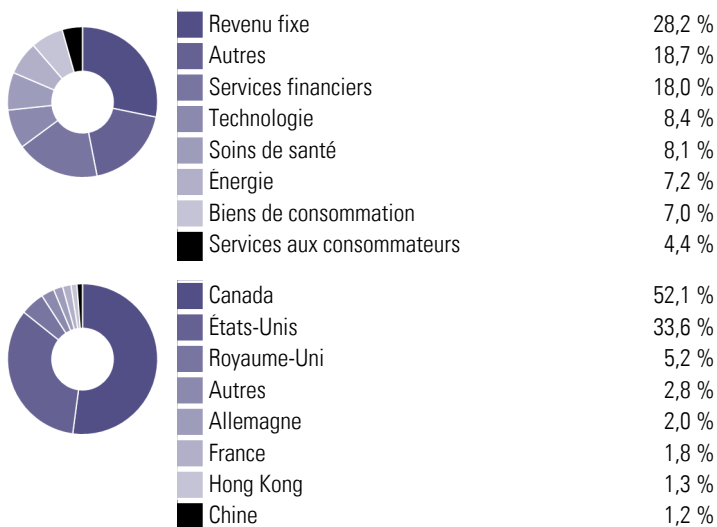 Revenu fixe 28,2 %
Autres 18,7 %
Services financiers 18,0 %
Technologie 8,4 %
Soins de santé 8,1 %
Énergie 7,2 %
Biens de consommation 7,0 %
Services aux consommateurs 4,4 %
Canada 52,1 %
États-Unis 33,6 %
Royaume-Uni 5,2 %
Autres 2,8 %
Allemagne 2,0 %
France 1,8 %
Hong Kong 1,3 %
Chine 1,2 %